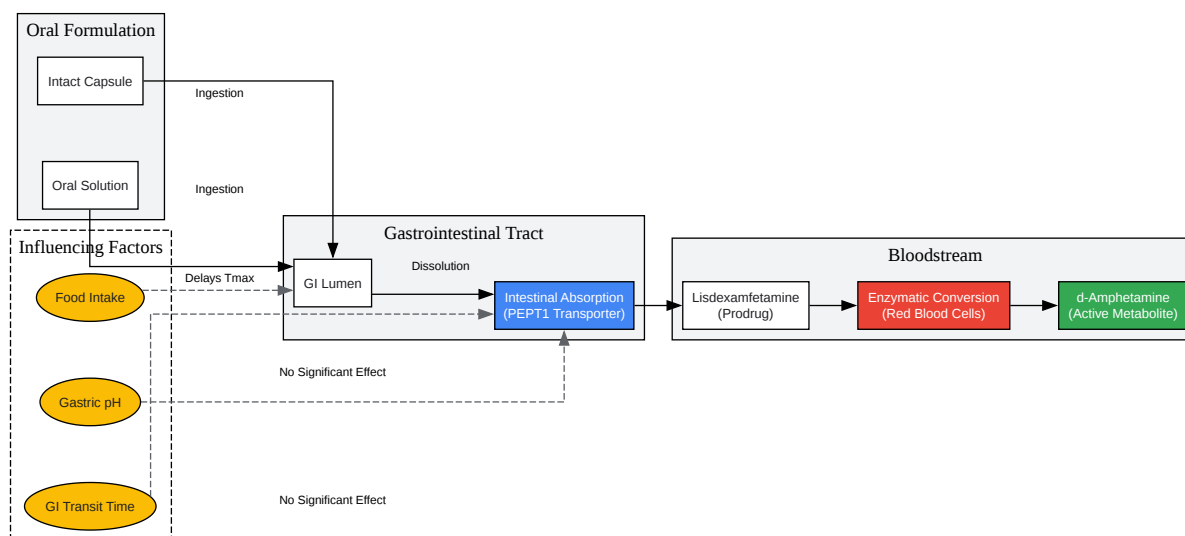 Oral Formulation
Intact Capsule
Ingestion
Oral Solution
Ingestion
Influencing Factors
Food Intake
Delays Tmax
Gastric pH
No Significant Effect
GI Transit Time
No Significant Effect
Gastrointestinal Tract
GI Lumen
Dissolution
Intestinal Absorption
(PEPT1 Transporter)
Bloodstream
Lisdexamfetamine
(Prodrug)
Enzymatic Conversion
(Red Blood Cells)
d-Amphetamine
(Active Metabolite)